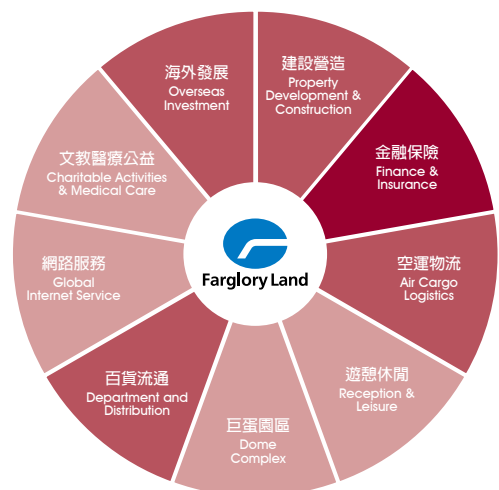 建設營造
Property
Development &
Construction
金融保險
Finance &
Insurance
空運物流
Air Cargo
Logistics
遊憩休閒
Reception &
Leisure
巨蛋園區
Dome
Complex
百貨流通
Department and
Distribution
網路服務
Global
Internet Service
文教醫療公益
Charitable Activities
& Medical Care
海外發展
Overseas
Investment
Farglory Land